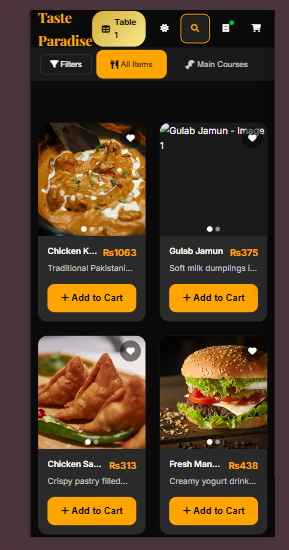 Taste
Paradise
Table
1
Filters
All Items
Main Courses
Gulab Jamun - Image
1
Chicken K... Rs1063
Traditional Pakistani...
+ Add to Cart
Gulab Jamun Rs375
Soft milk dumplings i...
+ Add to Cart
Chicken Sa... Rs313
Crispy pastry filled...
+ Add to Cart
Fresh Man... Rs438
Creamy yogurt drink...
+ Add to Cart